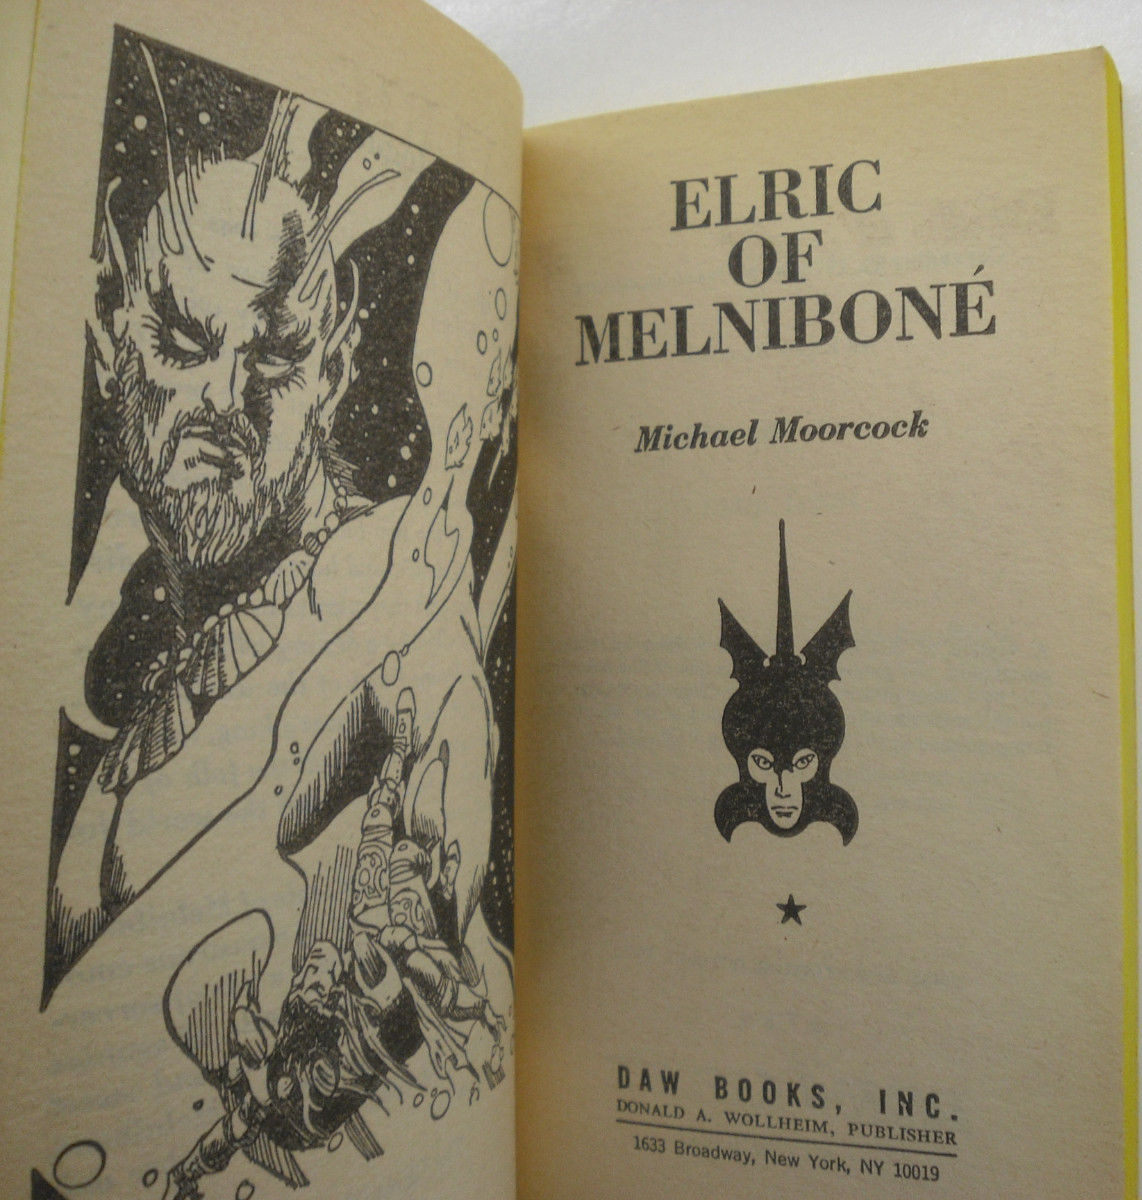 ELRIC
OF
MELNIBONÉ
Michael Moorcock
DAW BOOKS, INC.
DONALD A. WOLLHEIM, PUBLISHER
1633 Broadway, New York, NY 10019